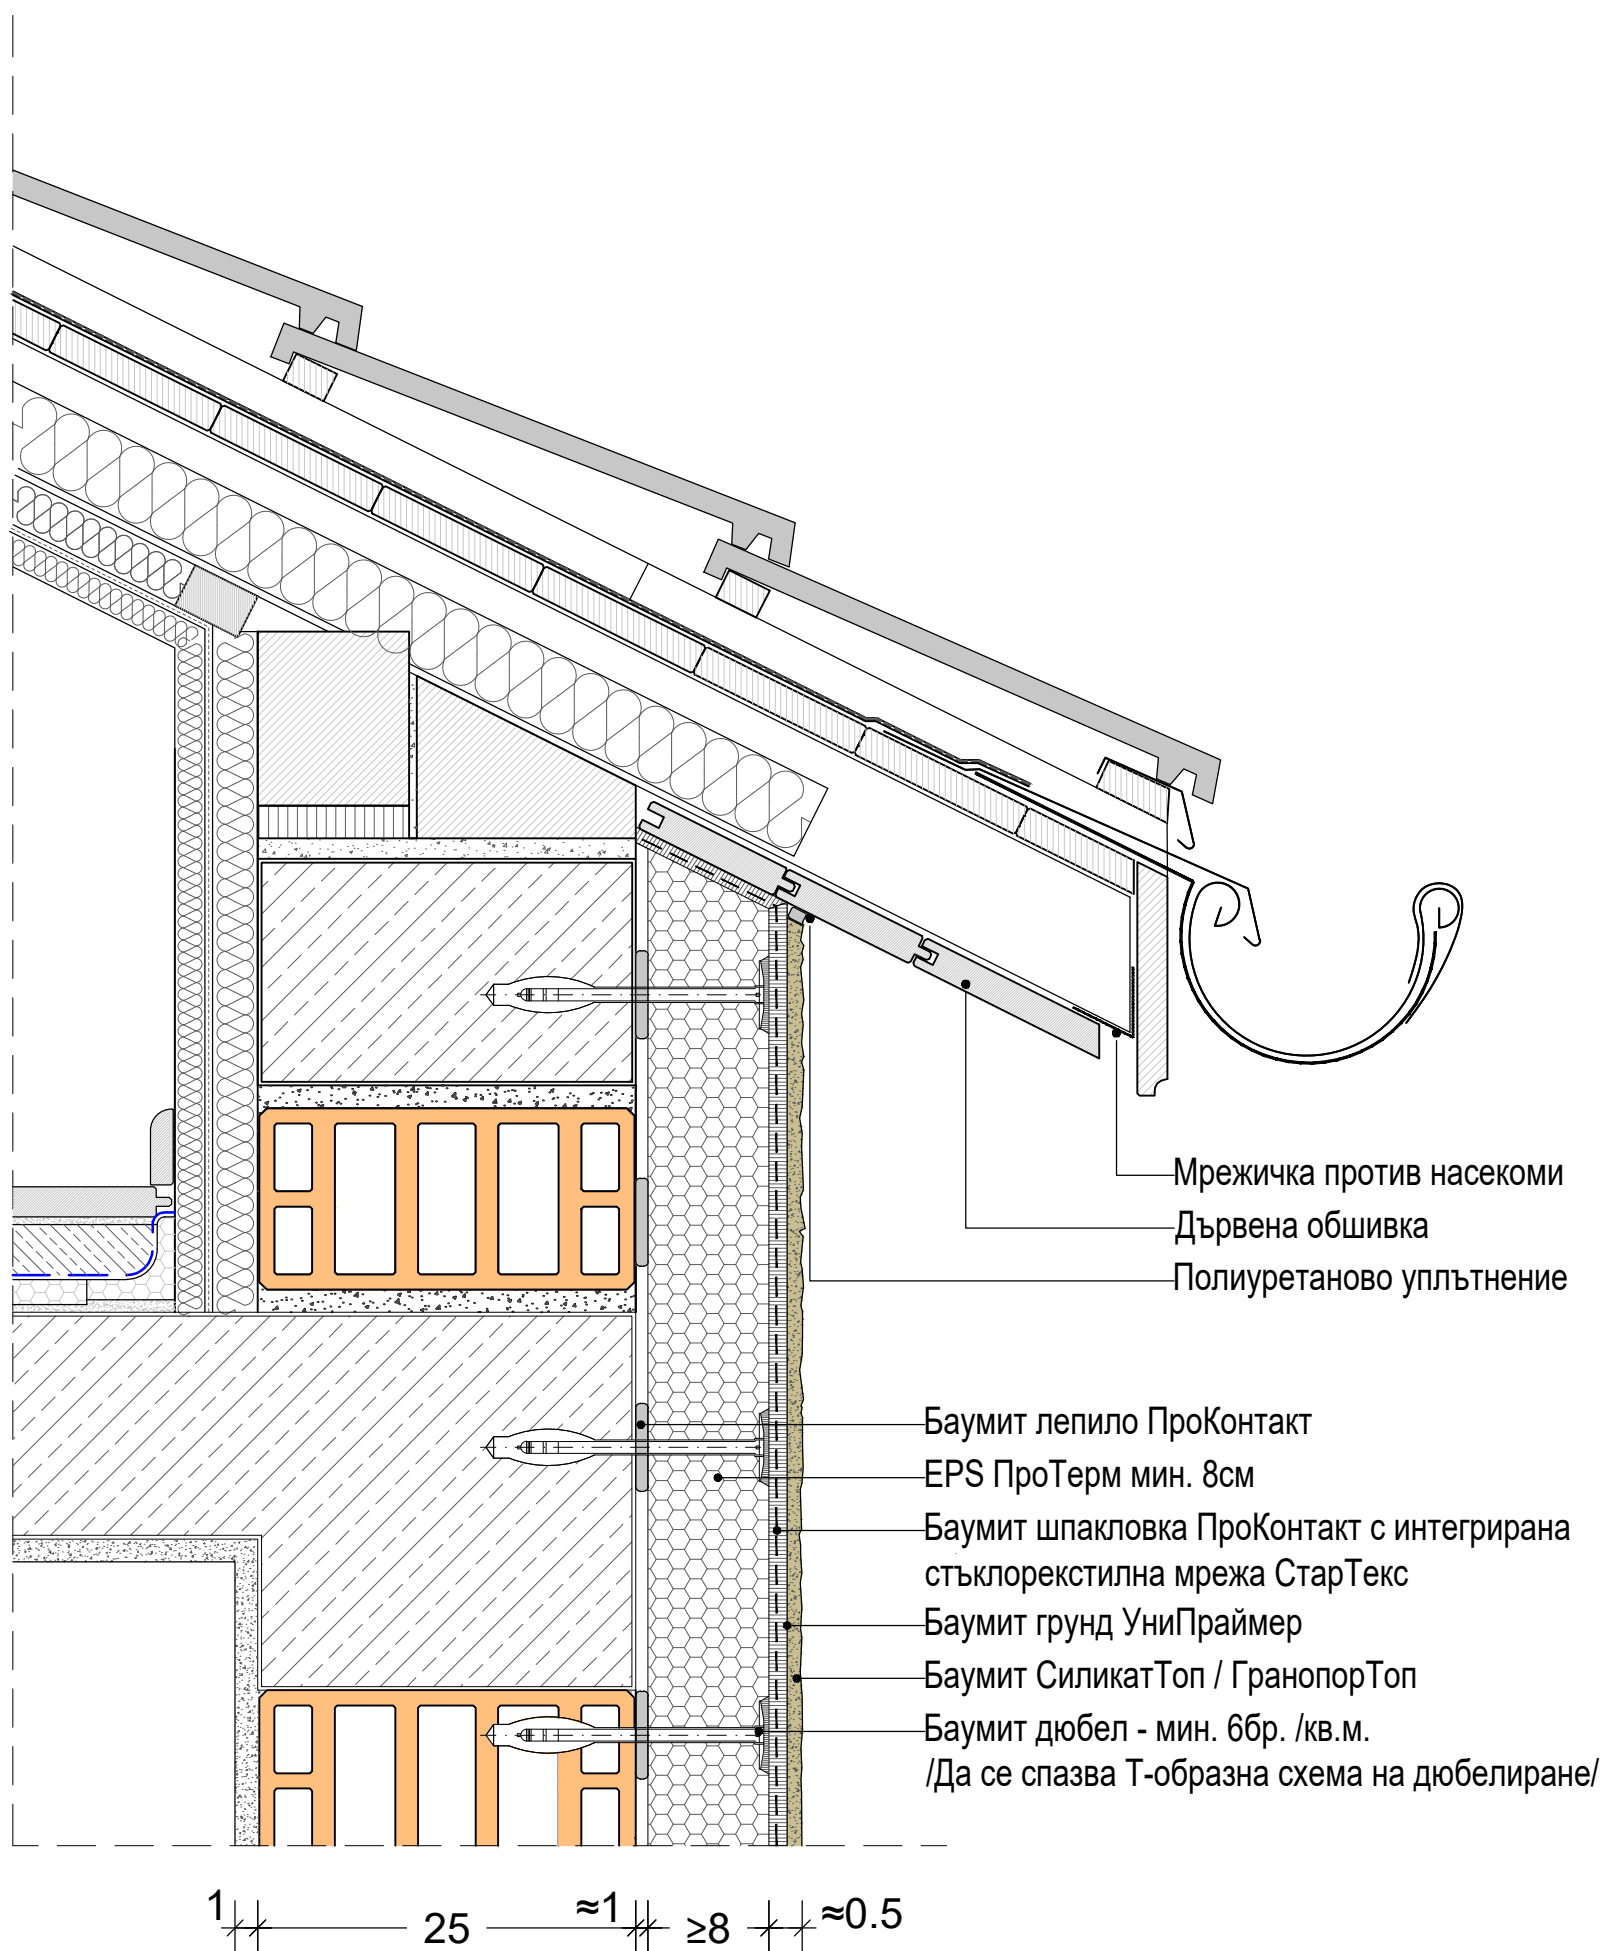 Мрежичка против насекоми
Дървена обшивка
Полиуретаново уплътнение
Баумит лепило ПроКонтакт
EPS ПроТерм мин. 8см
Баумит шпакловка ПроКонтакт с интегрирана
стъклорекстилна мрежа СтарТекс
Баумит грунд УниПраймер
Баумит СиликатТоп / ГранопорТоп
Баумит дюбел - мин. 6бр. /кв.м.
/Да се спазва Т-образна схема на дюбелиране/
1 25 ≈1 ≥8 ≈0.5